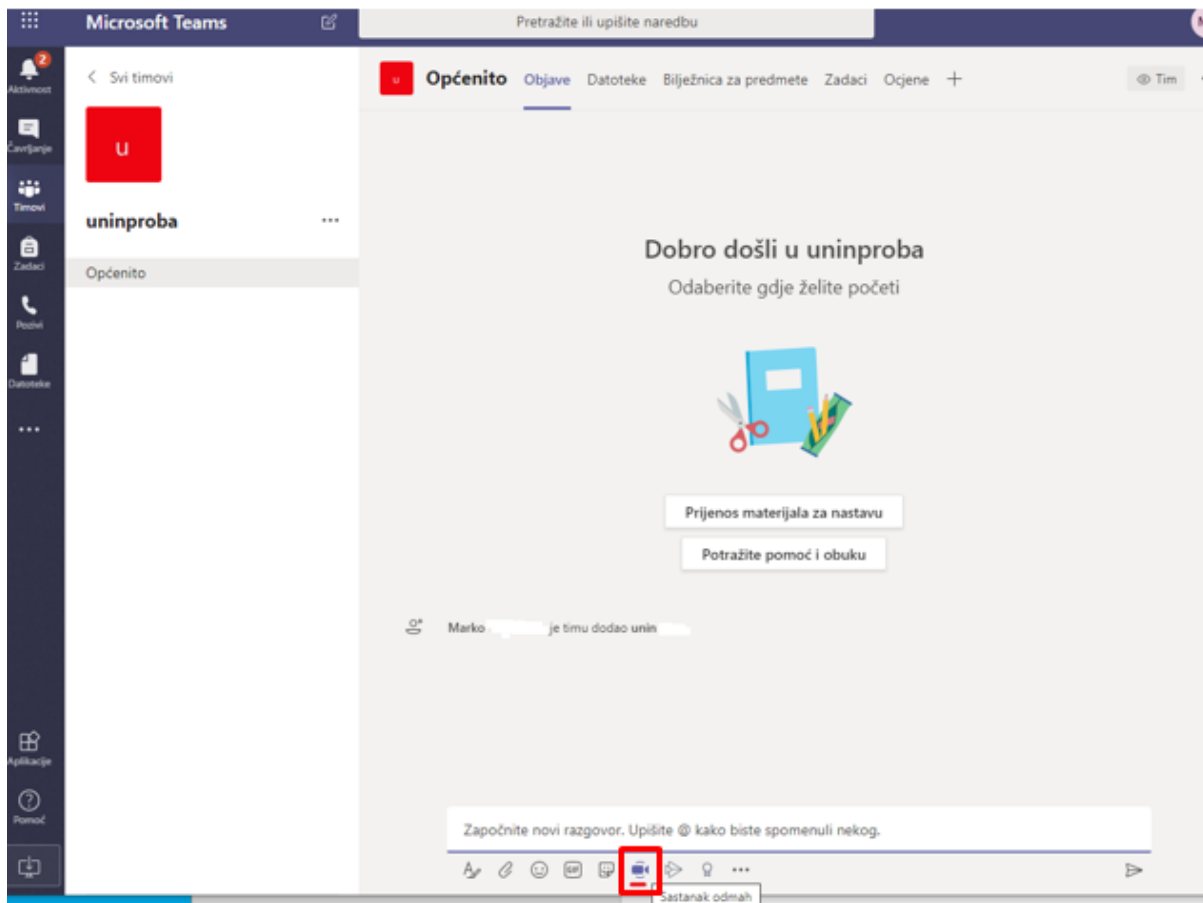 Microsoft Teams
Pretražite ili upišite naredbu
2
Aktivnost
Čavrljanje
Timovi
Zadaci
Pozivi
Datoteke
Aplikacije
Pomoć
Svi timovi
u
uninproba
Općenito
u
Općenito Objave Datoteke Bilježnica za predmete Zadaci Ocjene
Tim
Dobro došli u uninproba
Odaberite gdje želite početi
Prijenos materijala za nastavu
Potražite pomoć i obuku
Marko je timu dodao unin
Započnite novi razgovor. Upišite @ kako biste spomenuli nekog.
GIF
Sastanak odmah